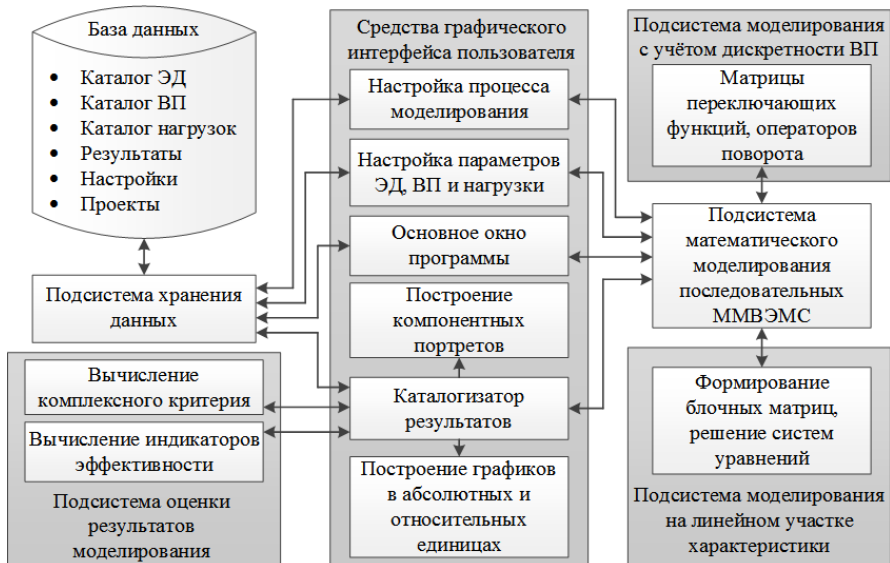 База данных
• Каталог ЭД
• Каталог ВП
• Каталог нагрузок
• Результаты
• Настройки
• Проекты
Подсистема хранения
данных
Вычисление
комплексного критерия
Вычисление индикаторов
эффективности
Подсистема оценки
результатов
моделирования
Средства графического
интерфейса пользователя
Настройка процесса
моделирования
Настройка параметров
ЭД, ВП и нагрузки
Основное окно
программы
Построение
компонентных
портретов
Каталогизатор
результатов
Построение графиков
в абсолютных и
относительных
единицах
Подсистема моделирования
с учётом дискретности ВП
Матрицы
переключающих
функций, операторов
поворота
Подсистема
математического
моделирования
последовательных
ММВЭМС
Формирование
блочных матриц,
решение систем
уравнений
Подсистема моделирования
на линейном участке
характеристики